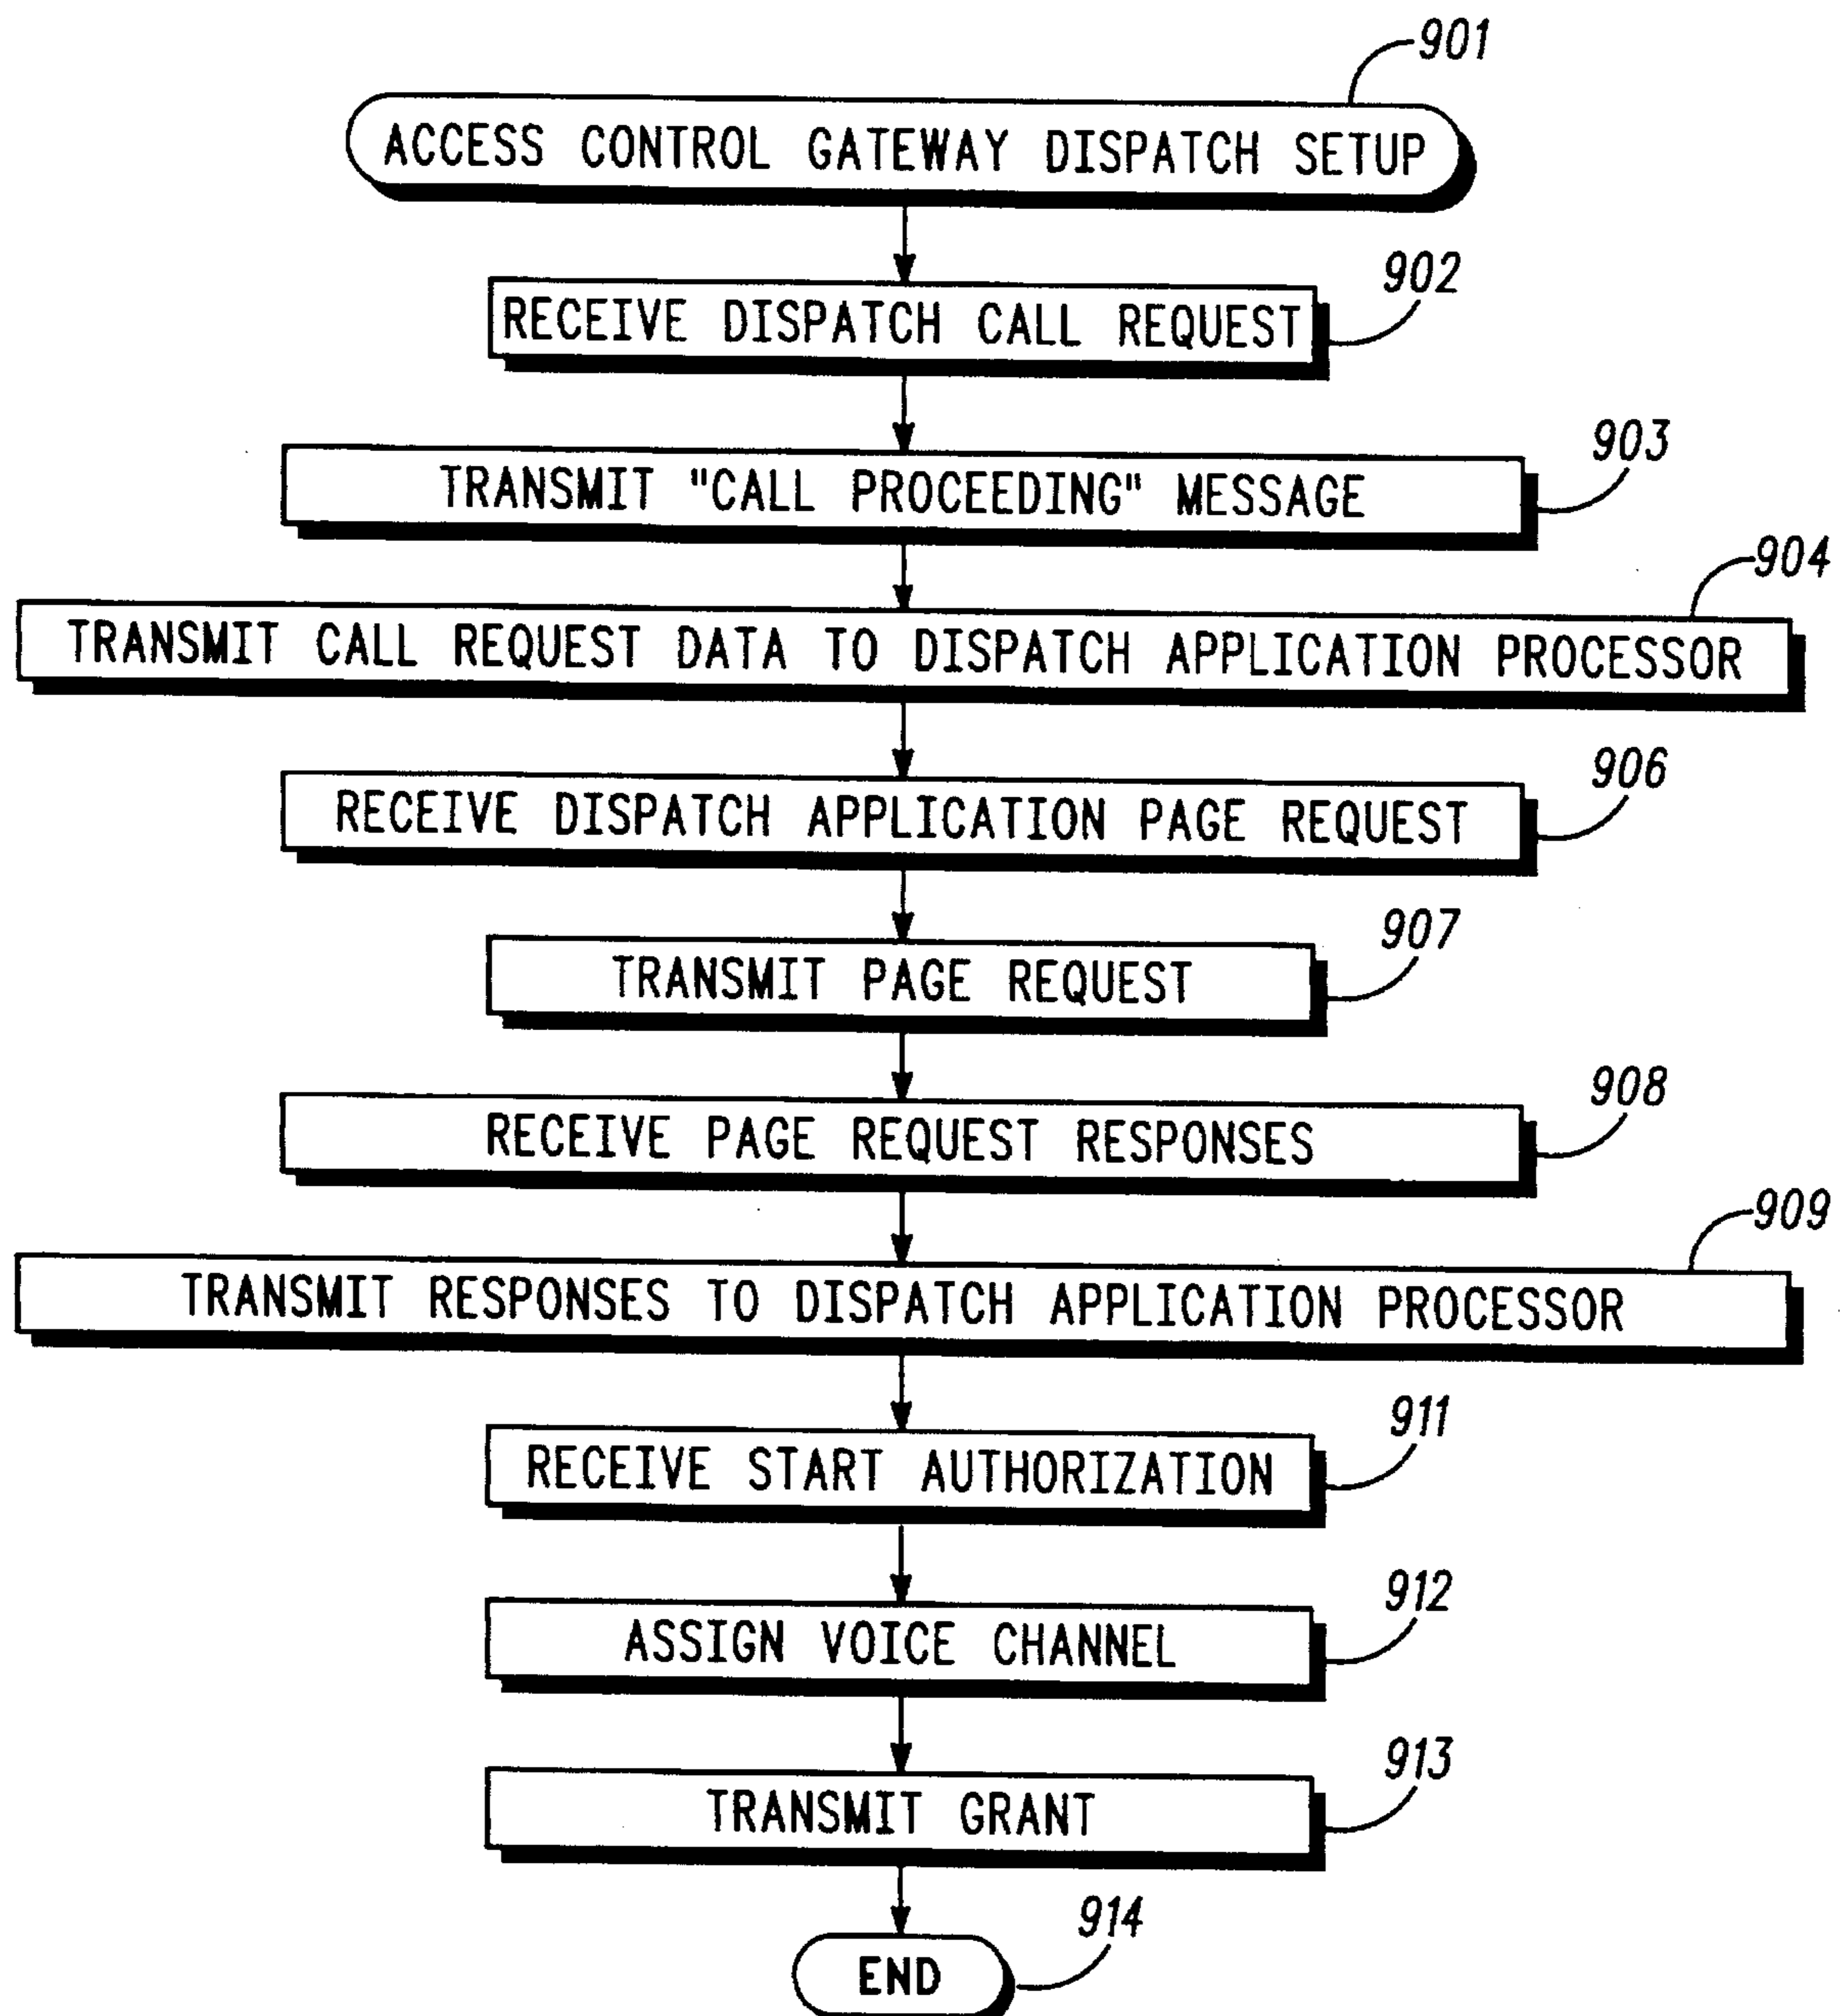 901
ACCESS CONTROL GATEWAY DISPATCH SETUP
902
RECEIVE DISPATCH CALL REQUEST
903
TRANSMIT "CALL PROCEEDING" MESSAGE
904
TRANSMIT CALL REQUEST DATA TO DISPATCH APPLICATION PROCESSOR
906
RECEIVE DISPATCH APPLICATION PAGE REQUEST
907
TRANSMIT PAGE REQUEST
908
RECEIVE PAGE REQUEST RESPONSES
909
TRANSMIT RESPONSES TO DISPATCH APPLICATION PROCESSOR
911
RECEIVE START AUTHORIZATION
912
ASSIGN VOICE CHANNEL
913
TRANSMIT GRANT
914
END